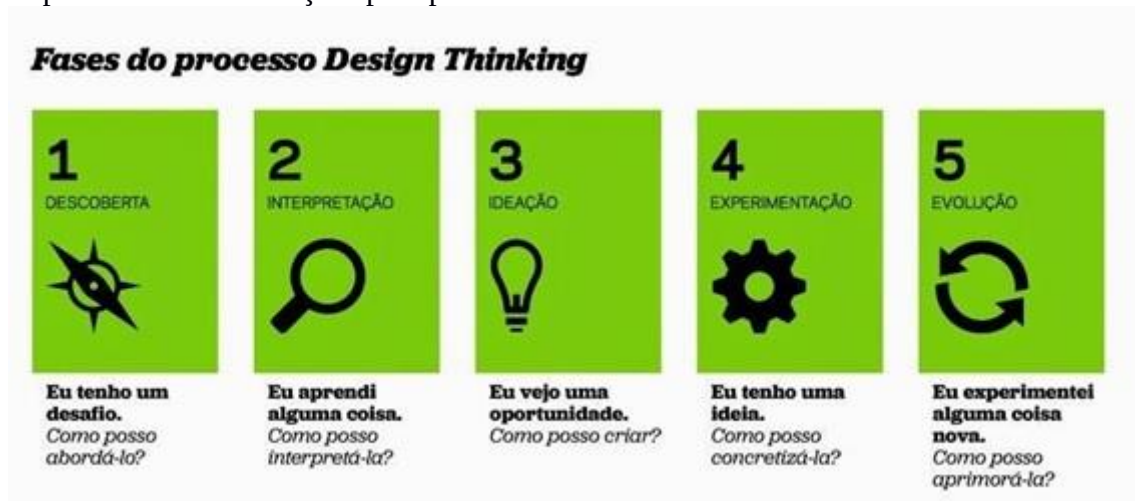 Fases do processo Design Thinking
1
DESCOBERTA
Eu tenho um
desafio.
Como posso
abordá-lo?
2
INTERPRETAÇÃO
Eu aprendi
alguma coisa.
Como posso
interpretá-la?
3
IDEAÇÃO
Eu vejo uma
oportunidade.
Como posso criar?
4
EXPERIMENTAÇÃO
Eu tenho uma
ideia.
Como posso
concretizá-la?
5
EVOLUÇÃO
Eu experimentei
alguma coisa
nova.
Como posso
aprimorá-la?